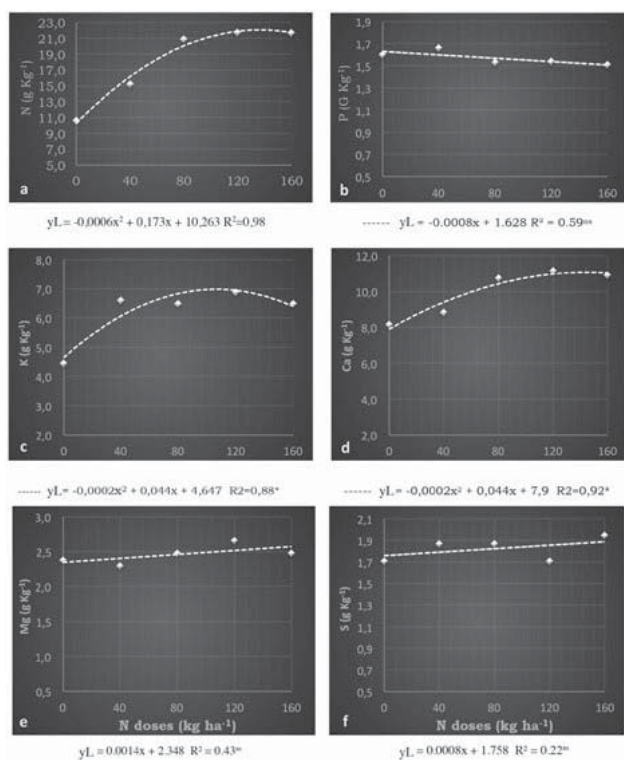 23,0
21,0
19,0
17,0
15,0
13,0
11,0
9,0
7,0
5,0
N (g Kg-1)
a
0 40 80 120 160
yL = -0,0006x² + 0,173x + 10,263 R²=0,98
1,9
1,7
1,5
1,3
1,1
0,9
0,7
0,5
P (G Kg-1)
b
0 40 80 120 160
yL = -0.0008x + 1.628 R² = 0.59ns
8,0
7,0
6,0
5,0
4,0
3,0
2,0
K (g Kg-1)
c
0 40 80 120 160
yL= -0,0002x² + 0,044x + 4,647 R2=0,88*
12,0
10,0
8,0
6,0
4,0
2,0
Ca (g Kg-1)
d
0 40 80 120 160
yL= -0,0002x² + 0,044x + 7,9 R2=0,92*
3,0
2,5
2,0
1,5
1,0
0,5
Mg (g Kg-1)
e
0 40 80 120 160
N doses (kg ha-1)
yL = 0.0014x + 2.348 R² = 0.43ns
2,1
1,9
1,7
1,5
1,3
1,1
0,9
0,7
0,5
S (g Kg-1)
f
0 40 80 120 160
N doses (kg ha-1)
yL = 0.0008x + 1.758 R² = 0.22ns